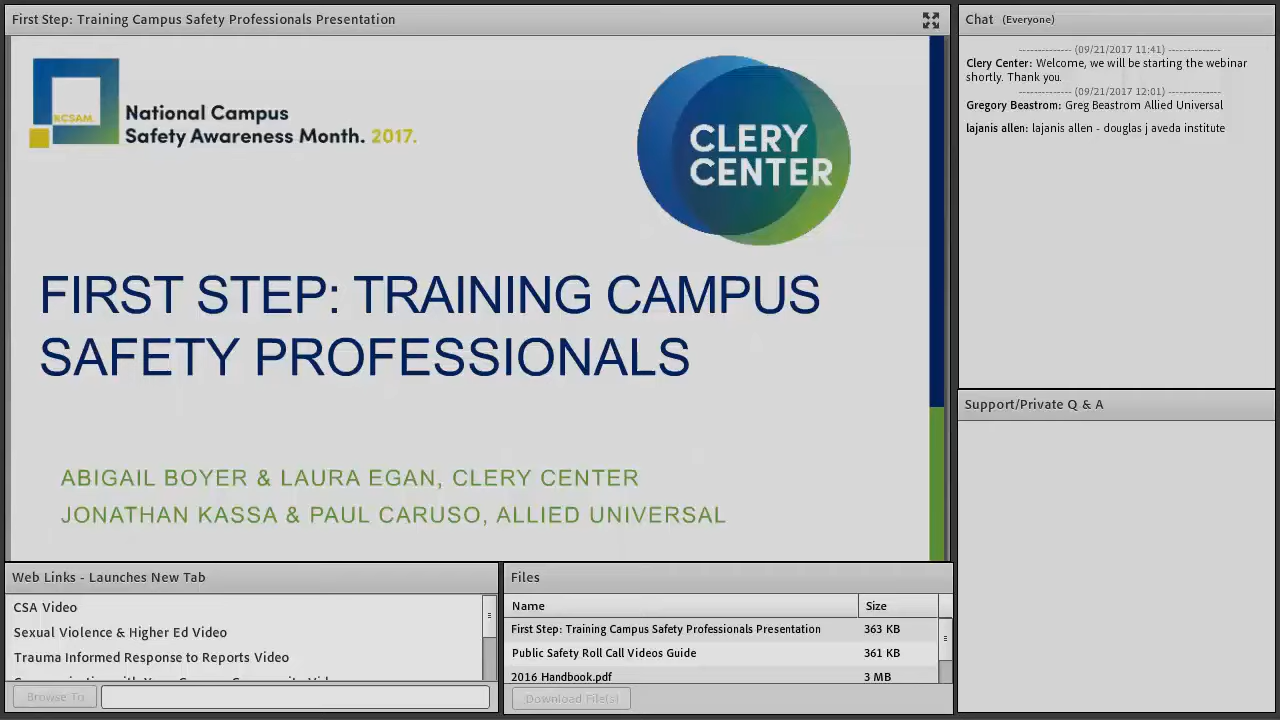 First Step: Training Campus Safety Professionals Presentation
NCSAM.
National Campus
Safety Awareness Month. 2017.
CLERY
CENTER
FIRST STEP: TRAINING CAMPUS
SAFETY PROFESSIONALS
ABIGAIL BOYER & LAURA EGAN, CLERY CENTER
JONATHAN KASSA & PAUL CARUSO, ALLIED UNIVERSAL
Chat (Everyone)
-------------- (09/21/2017 11:41) --------------
Clery Center: Welcome, we will be starting the webinar
shortly. Thank you.
-------------- (09/21/2017 12:01) --------------
Gregory Beastrom: Greg Beastrom Allied Universal
lajanis allen: lajanis allen - douglas j aveda institute
Support/Private Q & A
Web Links - Launches New Tab
CSA Video
Sexual Violence & Higher Ed Video
Trauma Informed Response to Reports Video
Browse To
Files
Name Size
First Step: Training Campus Safety Professionals Presentation 363 KB
Public Safety Roll Call Videos Guide 361 KB
2016 Handbook.pdf 3 MB
Download File(s)